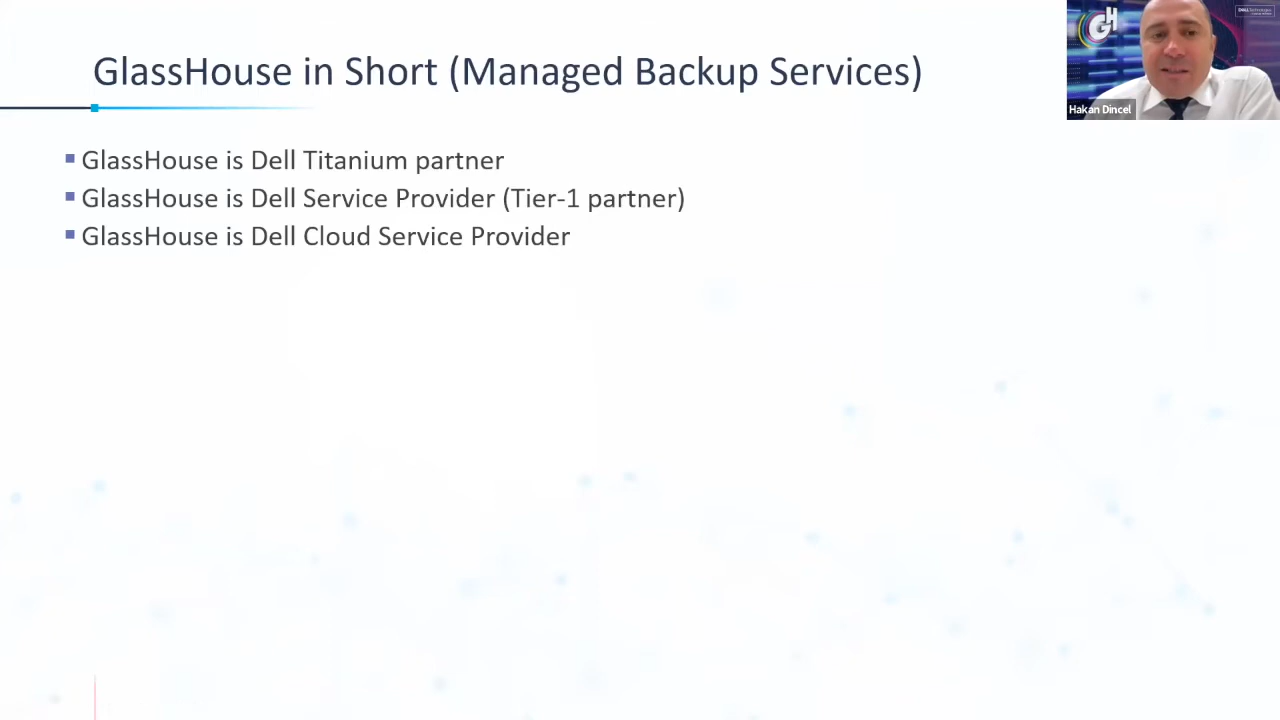 GlassHouse in Short (Managed Backup Services)
GlassHouse is Dell Titanium partner
GlassHouse is Dell Service Provider (Tier-1 partner)
GlassHouse is Dell Cloud Service Provider
GH
Hakan Dincel